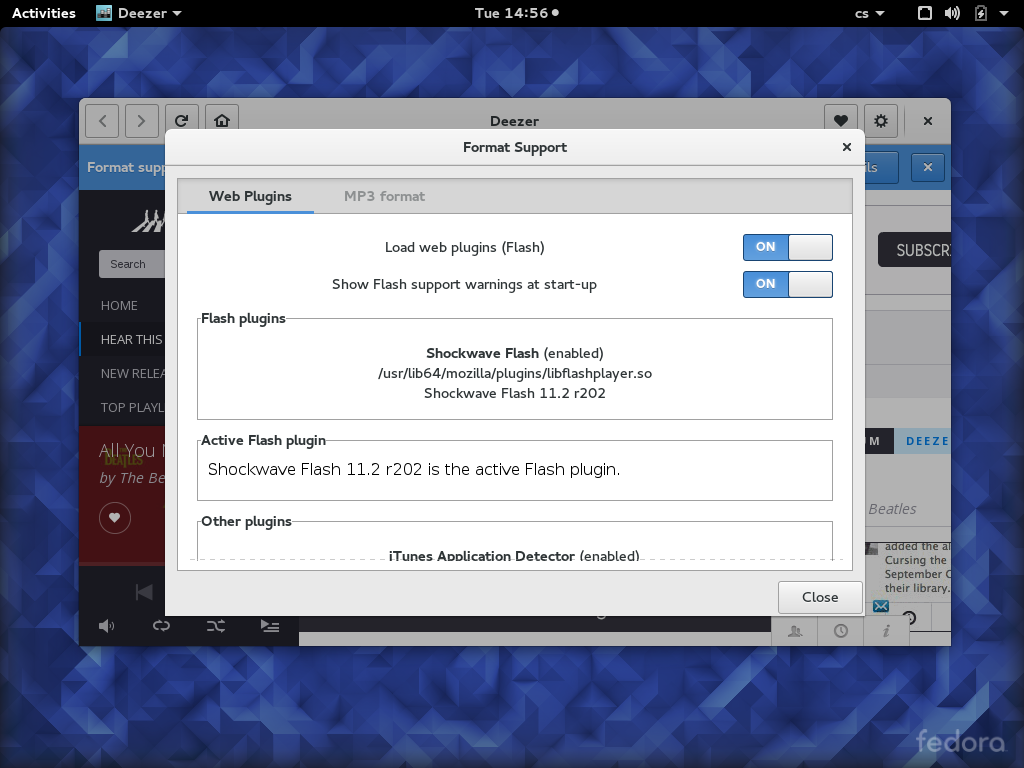 Activities Deezer Tue 14:56 cs
Deezer
Format supp
ils
Format Support
Web Plugins MP3 format
Load web plugins (Flash) ON
Show Flash support warnings at start-up ON
Flash plugins
Shockwave Flash (enabled)
/usr/lib64/mozilla/plugins/libflashplayer.so
Shockwave Flash 11.2 r202
Active Flash plugin
Shockwave Flash 11.2 r202 is the active Flash plugin.
Other plugins
iTunes Application Detector (enabled)
Close
Search
HOME
HEAR THIS
NEW RELEA
TOP PLAYL
All You N
BEATLES
by The Be
SUBSCRI
UM DEEZE
Beatles
added the al
Cursing the
September C
their library.
fedora